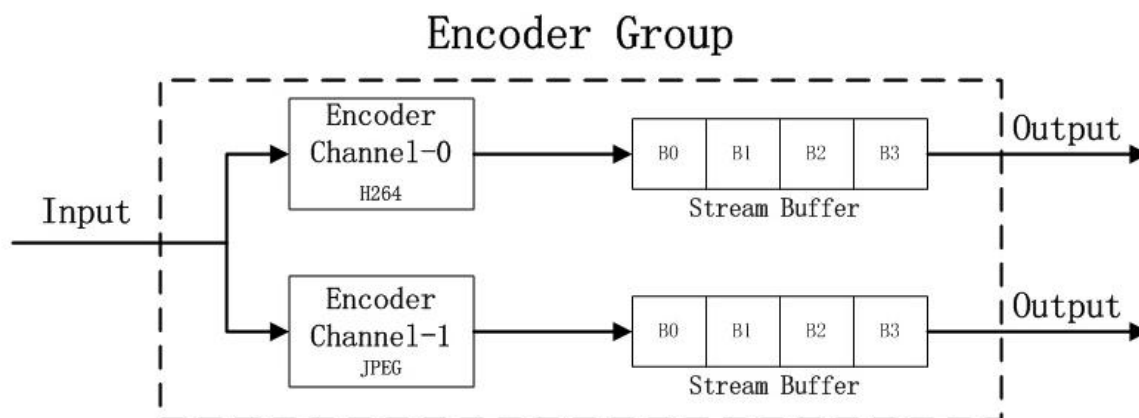 Encoder Group
Input
Encoder
Channel-0
H264
B0 B1 B2 B3
Stream Buffer
Output
Encoder
Channel-1
JPEG
B0 B1 B2 B3
Stream Buffer
Output